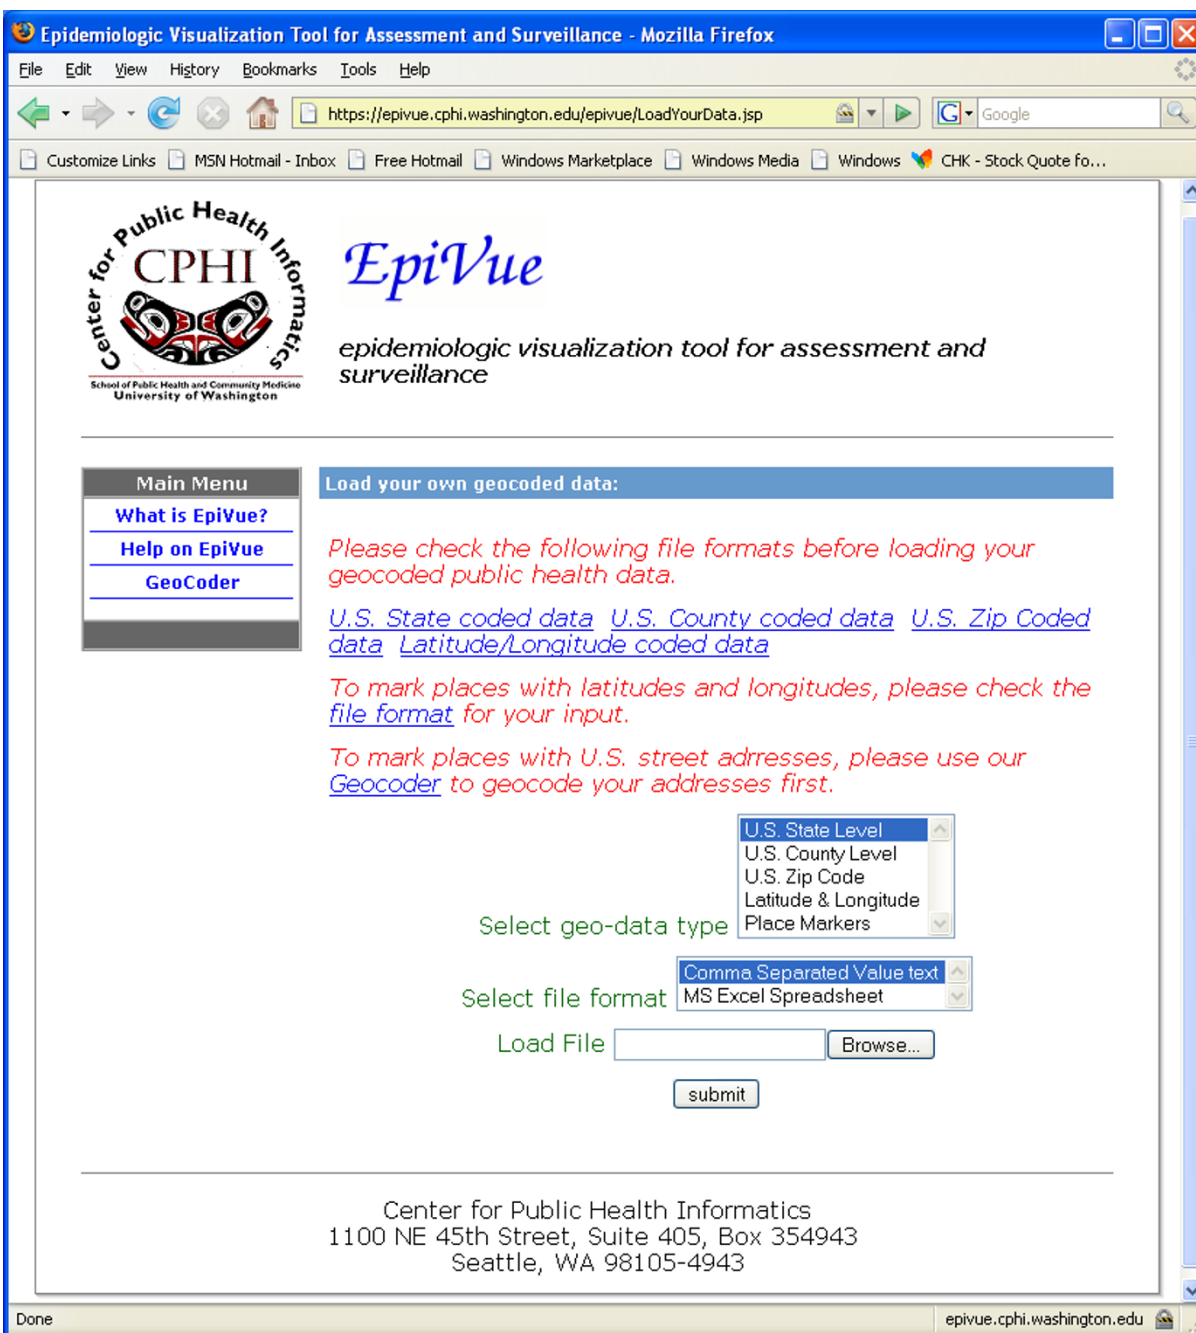 Epidemiologic Visualization Tool for Assessment and Surveillance - Mozilla Firefox
File Edit View History Bookmarks Tools Help
https://epivue.cphi.washington.edu/epivue/LoadYourData.jsp G Google
Customize Links MSN Hotmail - Inbox Free Hotmail Windows Marketplace Windows Media Windows CHK - Stock Quote fo...
Center for Public Health Informatics
CPHI
School of Public Health and Community Medicine
University of Washington
EpiVue
epidemiologic visualization tool for assessment and
surveillance
Main Menu
What is EpiVue?
Help on EpiVue
GeoCoder
Load your own geocoded data:
Please check the following file formats before loading your
geocoded public health data.
U.S. State coded data U.S. County coded data U.S. Zip Coded
data Latitude/Longitude coded data
To mark places with latitudes and longitudes, please check the
file format for your input.
To mark places with U.S. street adrresses, please use our
Geocoder to geocode your addresses first.
U.S. State Level
U.S. County Level
U.S. Zip Code
Latitude & Longitude
Select geo-data type Place Markers
Comma Separated Value text
Select file format MS Excel Spreadsheet
Load File Browse...
submit
Center for Public Health Informatics
1100 NE 45th Street, Suite 405, Box 354943
Seattle, WA 98105-4943
Done epivue.cphi.washington.edu